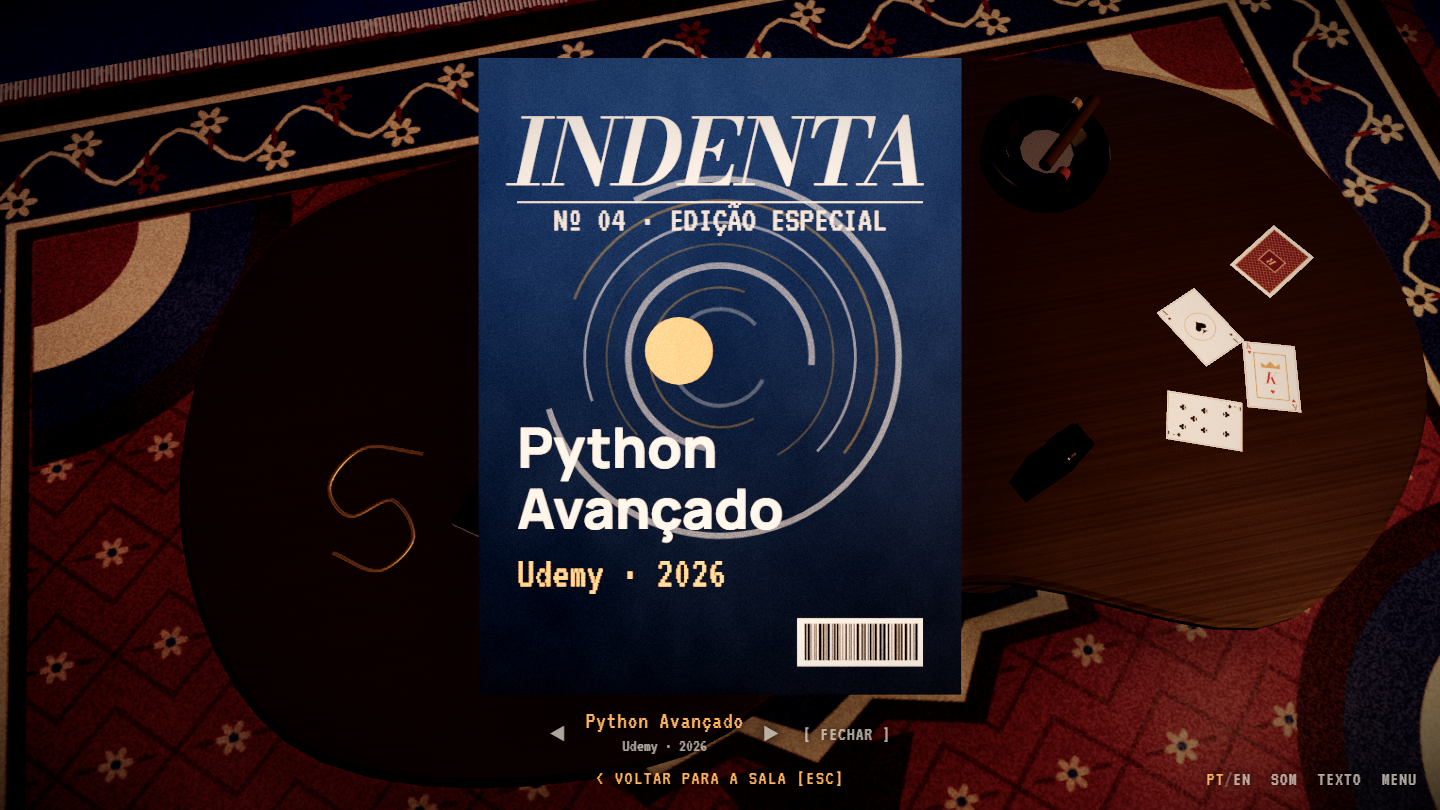 INDENTA
Nº 04 · EDIÇÃO ESPECIAL
Python
Avançado
Udemy · 2026
Python Avançado
Udemy · 2026
[ FECHAR ]
< VOLTAR PARA A SALA [ESC]
PT/EN SOM TEXTO MENU
K